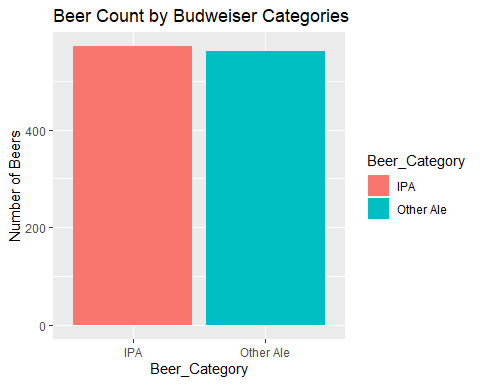 Beer Count by Budweiser Categories
Number of Beers
400
200
0
IPA
Other Ale
Beer_Category
Beer_Category
IPA
Other Ale